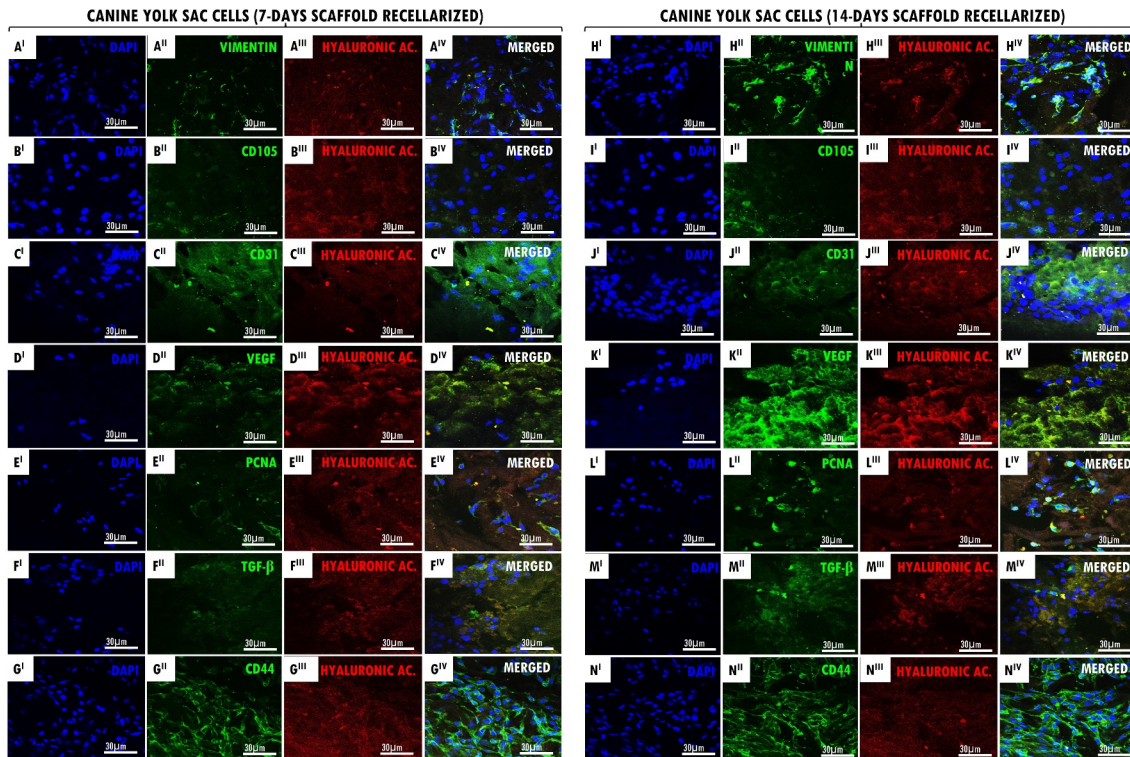 CANINE YOLK SAC CELLS (7-DAYS SCAFFOLD RECELLARIZED)
CANINE YOLK SAC CELLS (14-DAYS SCAFFOLD RECELLARIZED)
Aᴵ DAPI 30μm Aᴵᴵ VIMENTIN 30μm Aᴵᴵᴵ HYALURONIC AC. 30μm Aᴵⱽ MERGED 30μm
Hᴵ DAPI 30μm Hᴵᴵ VIMENTI
N 30μm Hᴵᴵᴵ HYALURONIC AC. 30μm Hᴵⱽ MERGED 30μm
Bᴵ DAPI 30μm Bᴵᴵ CD105 30μm Bᴵᴵᴵ HYALURONIC AC. 30μm Bᴵⱽ MERGED 30μm
Iᴵ DAPI 30μm Iᴵᴵ CD105 30μm Iᴵᴵᴵ HYALURONIC AC. 30μm Iᴵⱽ MERGED 30μm
Cᴵ DAPI 30μm Cᴵᴵ CD31 30μm Cᴵᴵᴵ HYALURONIC AC. 30μm Cᴵⱽ MERGED 30μm
Jᴵ DAPI 30μm Jᴵᴵ CD31 30μm Jᴵᴵᴵ HYALURONIC AC. 30μm Jᴵⱽ MERGED 30μm
Dᴵ DAPI 30μm Dᴵᴵ VEGF 30μm Dᴵᴵᴵ HYALURONIC AC. 30μm Dᴵⱽ MERGED 30μm
Kᴵ DAPI 30μm Kᴵᴵ VEGF 30μm Kᴵᴵᴵ HYALURONIC AC. 30μm Kᴵⱽ MERGED 30μm
Eᴵ DAPI 30μm Eᴵᴵ PCNA 30μm Eᴵᴵᴵ HYALURONIC AC. 30μm Eᴵⱽ MERGED 30μm
Lᴵ DAPI 30μm Lᴵᴵ PCNA 30μm Lᴵᴵᴵ HYALURONIC AC. 30μm Lᴵⱽ MERGED 30μm
Fᴵ DAPI 30μm Fᴵᴵ TGF-β 30μm Fᴵᴵᴵ HYALURONIC AC. 30μm Fᴵⱽ MERGED 30μm
Mᴵ DAPI 30μm Mᴵᴵ TGF-β 30μm Mᴵᴵᴵ HYALURONIC AC. 30μm Mᴵⱽ MERGED 30μm
Gᴵ DAPI 30μm Gᴵᴵ CD44 30μm Gᴵᴵᴵ HYALURONIC AC. 30μm Gᴵⱽ MERGED 30μm
Nᴵ DAPI 30μm Nᴵᴵ CD44 30μm Nᴵᴵᴵ HYALURONIC AC. 30μm Nᴵⱽ MERGED 30μm